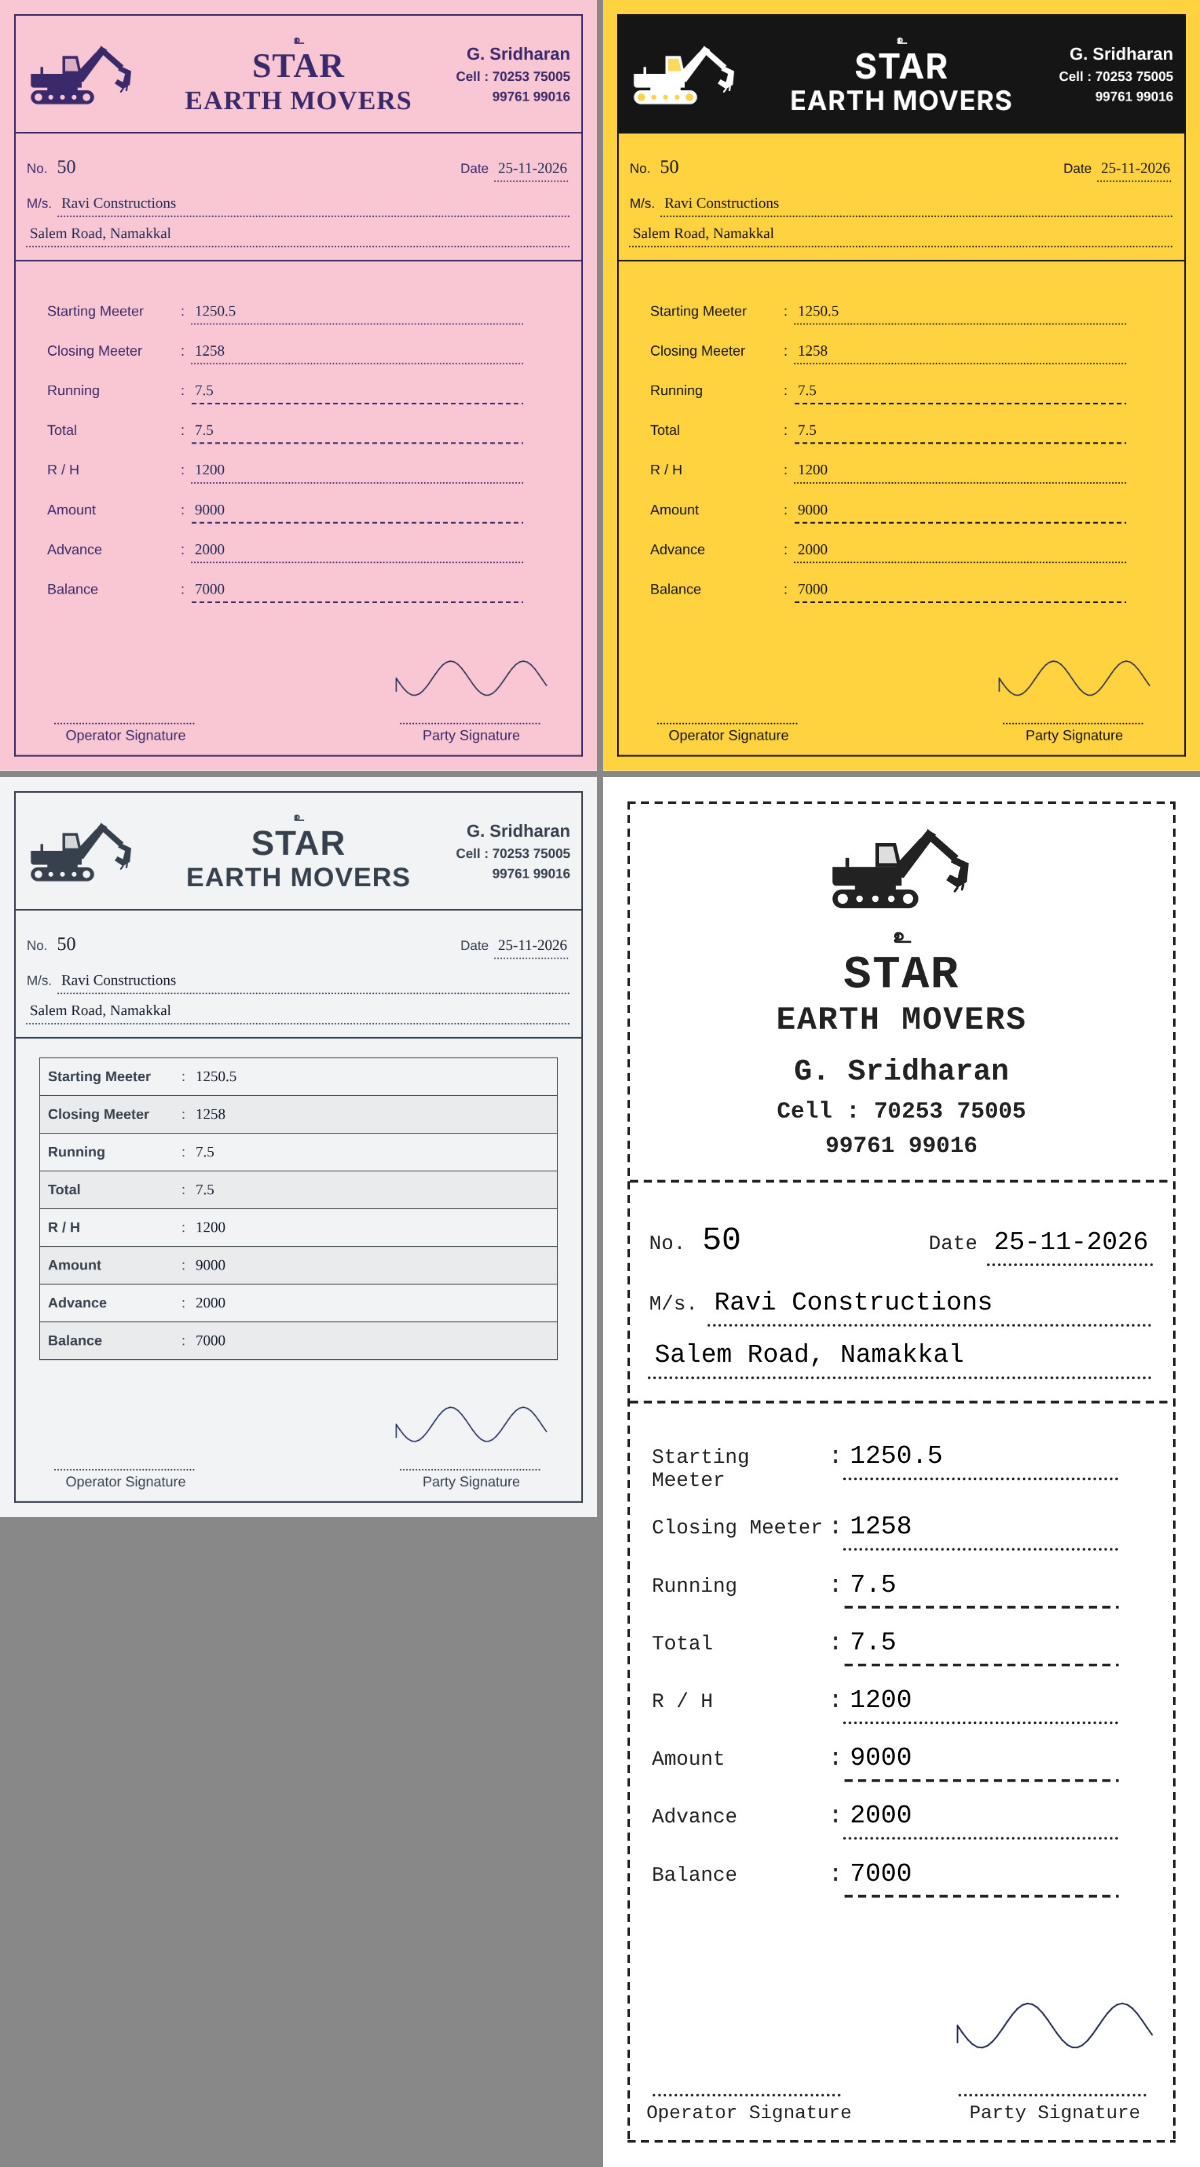 உ
STAR
EARTH MOVERS
G. Sridharan
Cell : 70253 75005
99761 99016
No. 50 Date 25-11-2026
M/s. Ravi Constructions
Salem Road, Namakkal
Starting Meeter : 1250.5
Closing Meeter : 1258
Running : 7.5
Total : 7.5
R / H : 1200
Amount : 9000
Advance : 2000
Balance : 7000
Operator Signature Party Signature
உ
STAR
EARTH MOVERS
G. Sridharan
Cell : 70253 75005
99761 99016
No. 50 Date 25-11-2026
M/s. Ravi Constructions
Salem Road, Namakkal
Starting Meeter : 1250.5
Closing Meeter : 1258
Running : 7.5
Total : 7.5
R / H : 1200
Amount : 9000
Advance : 2000
Balance : 7000
Operator Signature Party Signature
உ
STAR
EARTH MOVERS
G. Sridharan
Cell : 70253 75005
99761 99016
No. 50 Date 25-11-2026
M/s. Ravi Constructions
Salem Road, Namakkal
Starting Meeter : 1250.5
Closing Meeter : 1258
Running : 7.5
Total : 7.5
R / H : 1200
Amount : 9000
Advance : 2000
Balance : 7000
Operator Signature Party Signature
உ
STAR
EARTH MOVERS
G. Sridharan
Cell : 70253 75005
99761 99016
No. 50 Date 25-11-2026
M/s. Ravi Constructions
Salem Road, Namakkal
Starting : 1250.5
Meeter
Closing Meeter : 1258
Running : 7.5
Total : 7.5
R / H : 1200
Amount : 9000
Advance : 2000
Balance : 7000
Operator Signature Party Signature